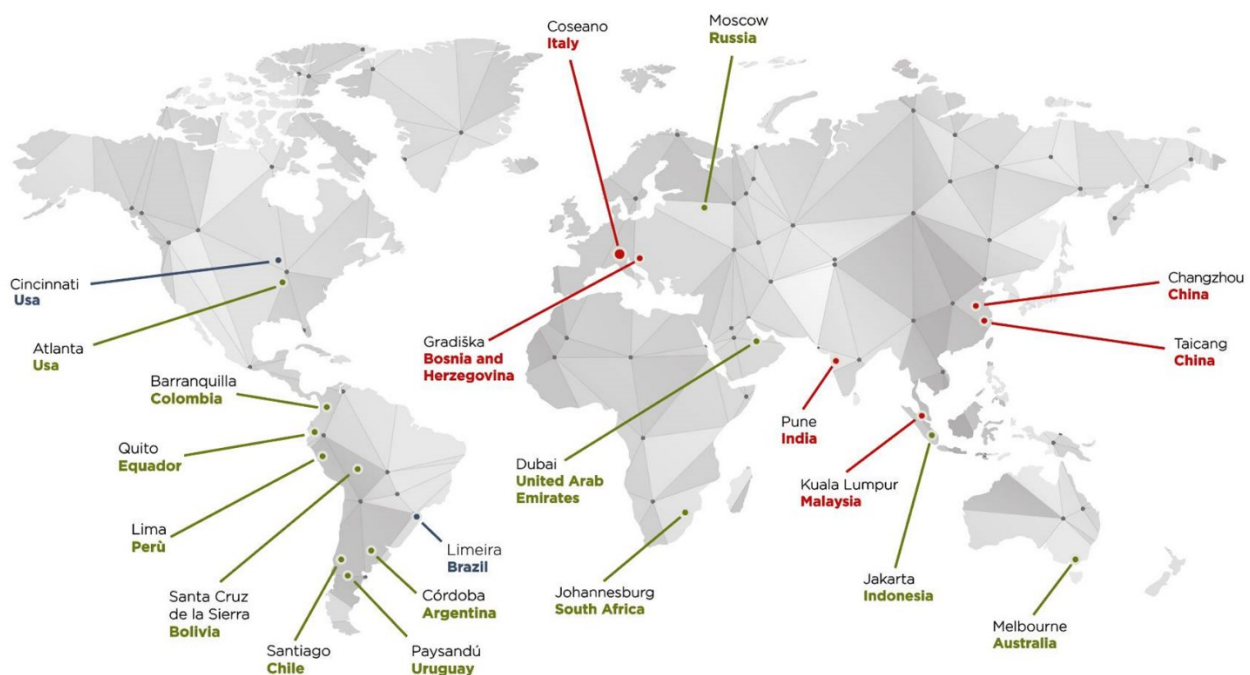 Coseano
Italy
Moscow
Russia
Cincinnati
Usa
Atlanta
Usa
Barranquilla
Colombia
Quito
Equador
Lima
Perù
Santa Cruz
de la Sierra
Bolivia
Santiago
Chile
Paysandú
Uruguay
Córdoba
Argentina
Limeira
Brazil
Gradiška
Bosnia and
Herzegovina
Dubai
United Arab
Emirates
Johannesburg
South Africa
Pune
India
Kuala Lumpur
Malaysia
Jakarta
Indonesia
Changzhou
China
Taicang
China
Melbourne
Australia